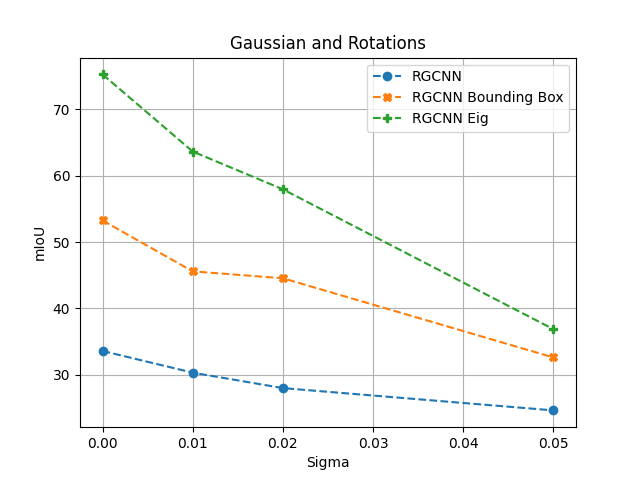 Gaussian and Rotations
RGCNN
RGCNN Bounding Box
RGCNN Eig
mIoU
70
60
50
40
30
0.00 0.01 0.02 0.03 0.04 0.05
Sigma